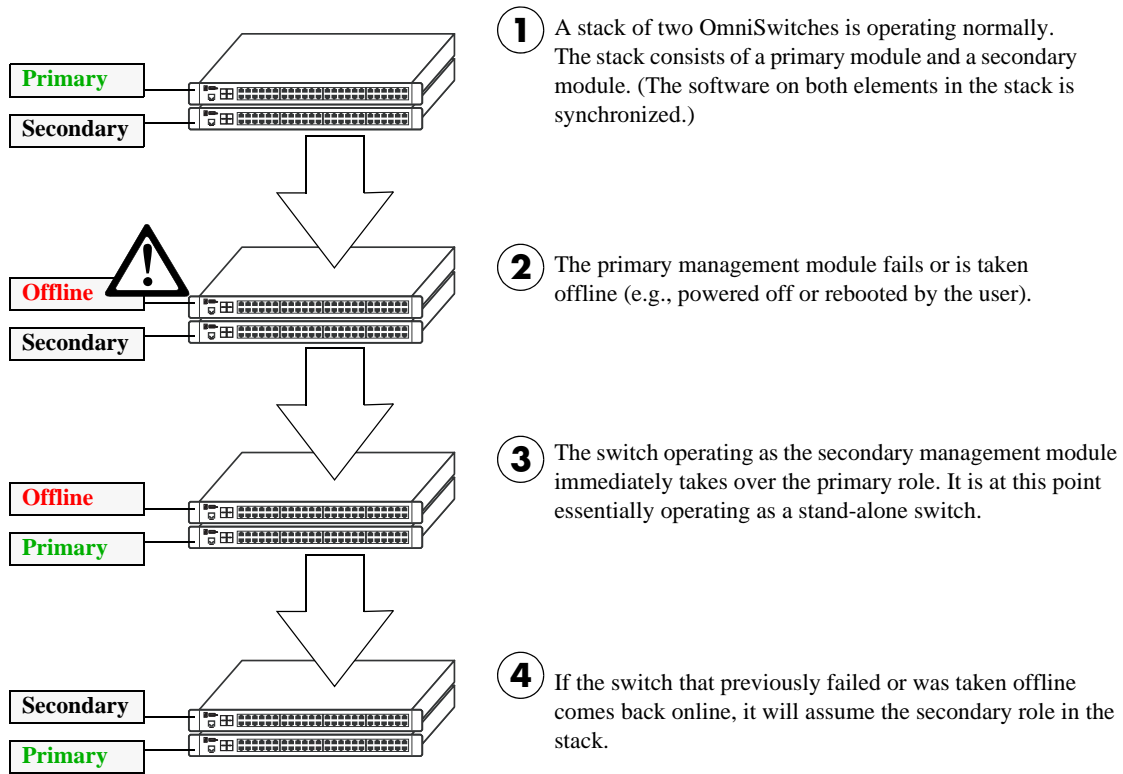 Primary
Secondary
1
A stack of two OmniSwitches is operating normally.
The stack consists of a primary module and a secondary
module. (The software on both elements in the stack is
synchronized.)
Offline
Secondary
2
The primary management module fails or is taken
offline (e.g., powered off or rebooted by the user).
Offline
Primary
3
The switch operating as the secondary management module
immediately takes over the primary role. It is at this point
essentially operating as a stand-alone switch.
Secondary
Primary
4
If the switch that previously failed or was taken offline
comes back online, it will assume the secondary role in the
stack.